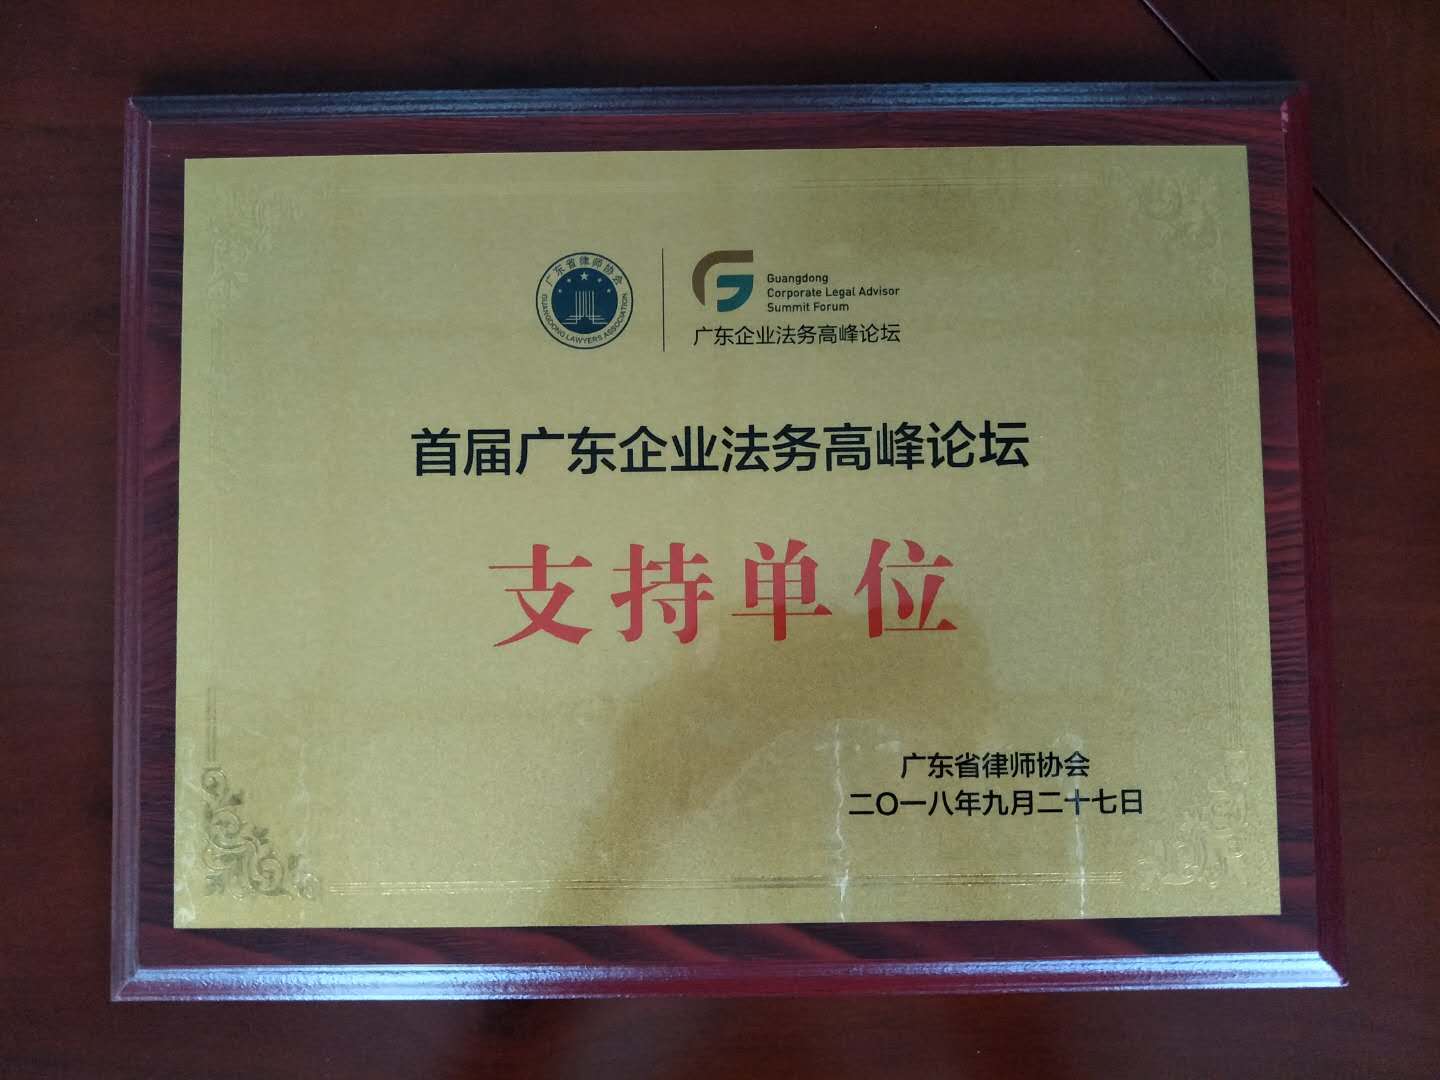 广东省律师协会
GUANGDONG LAWYERS ASSOCIATION
Guangdong
Corporate Legal Advisor
Summit Forum
广东企业法务高峰论坛
首届广东企业法务高峰论坛
支持单位
广东省律师协会
二〇一八年九月二十七日